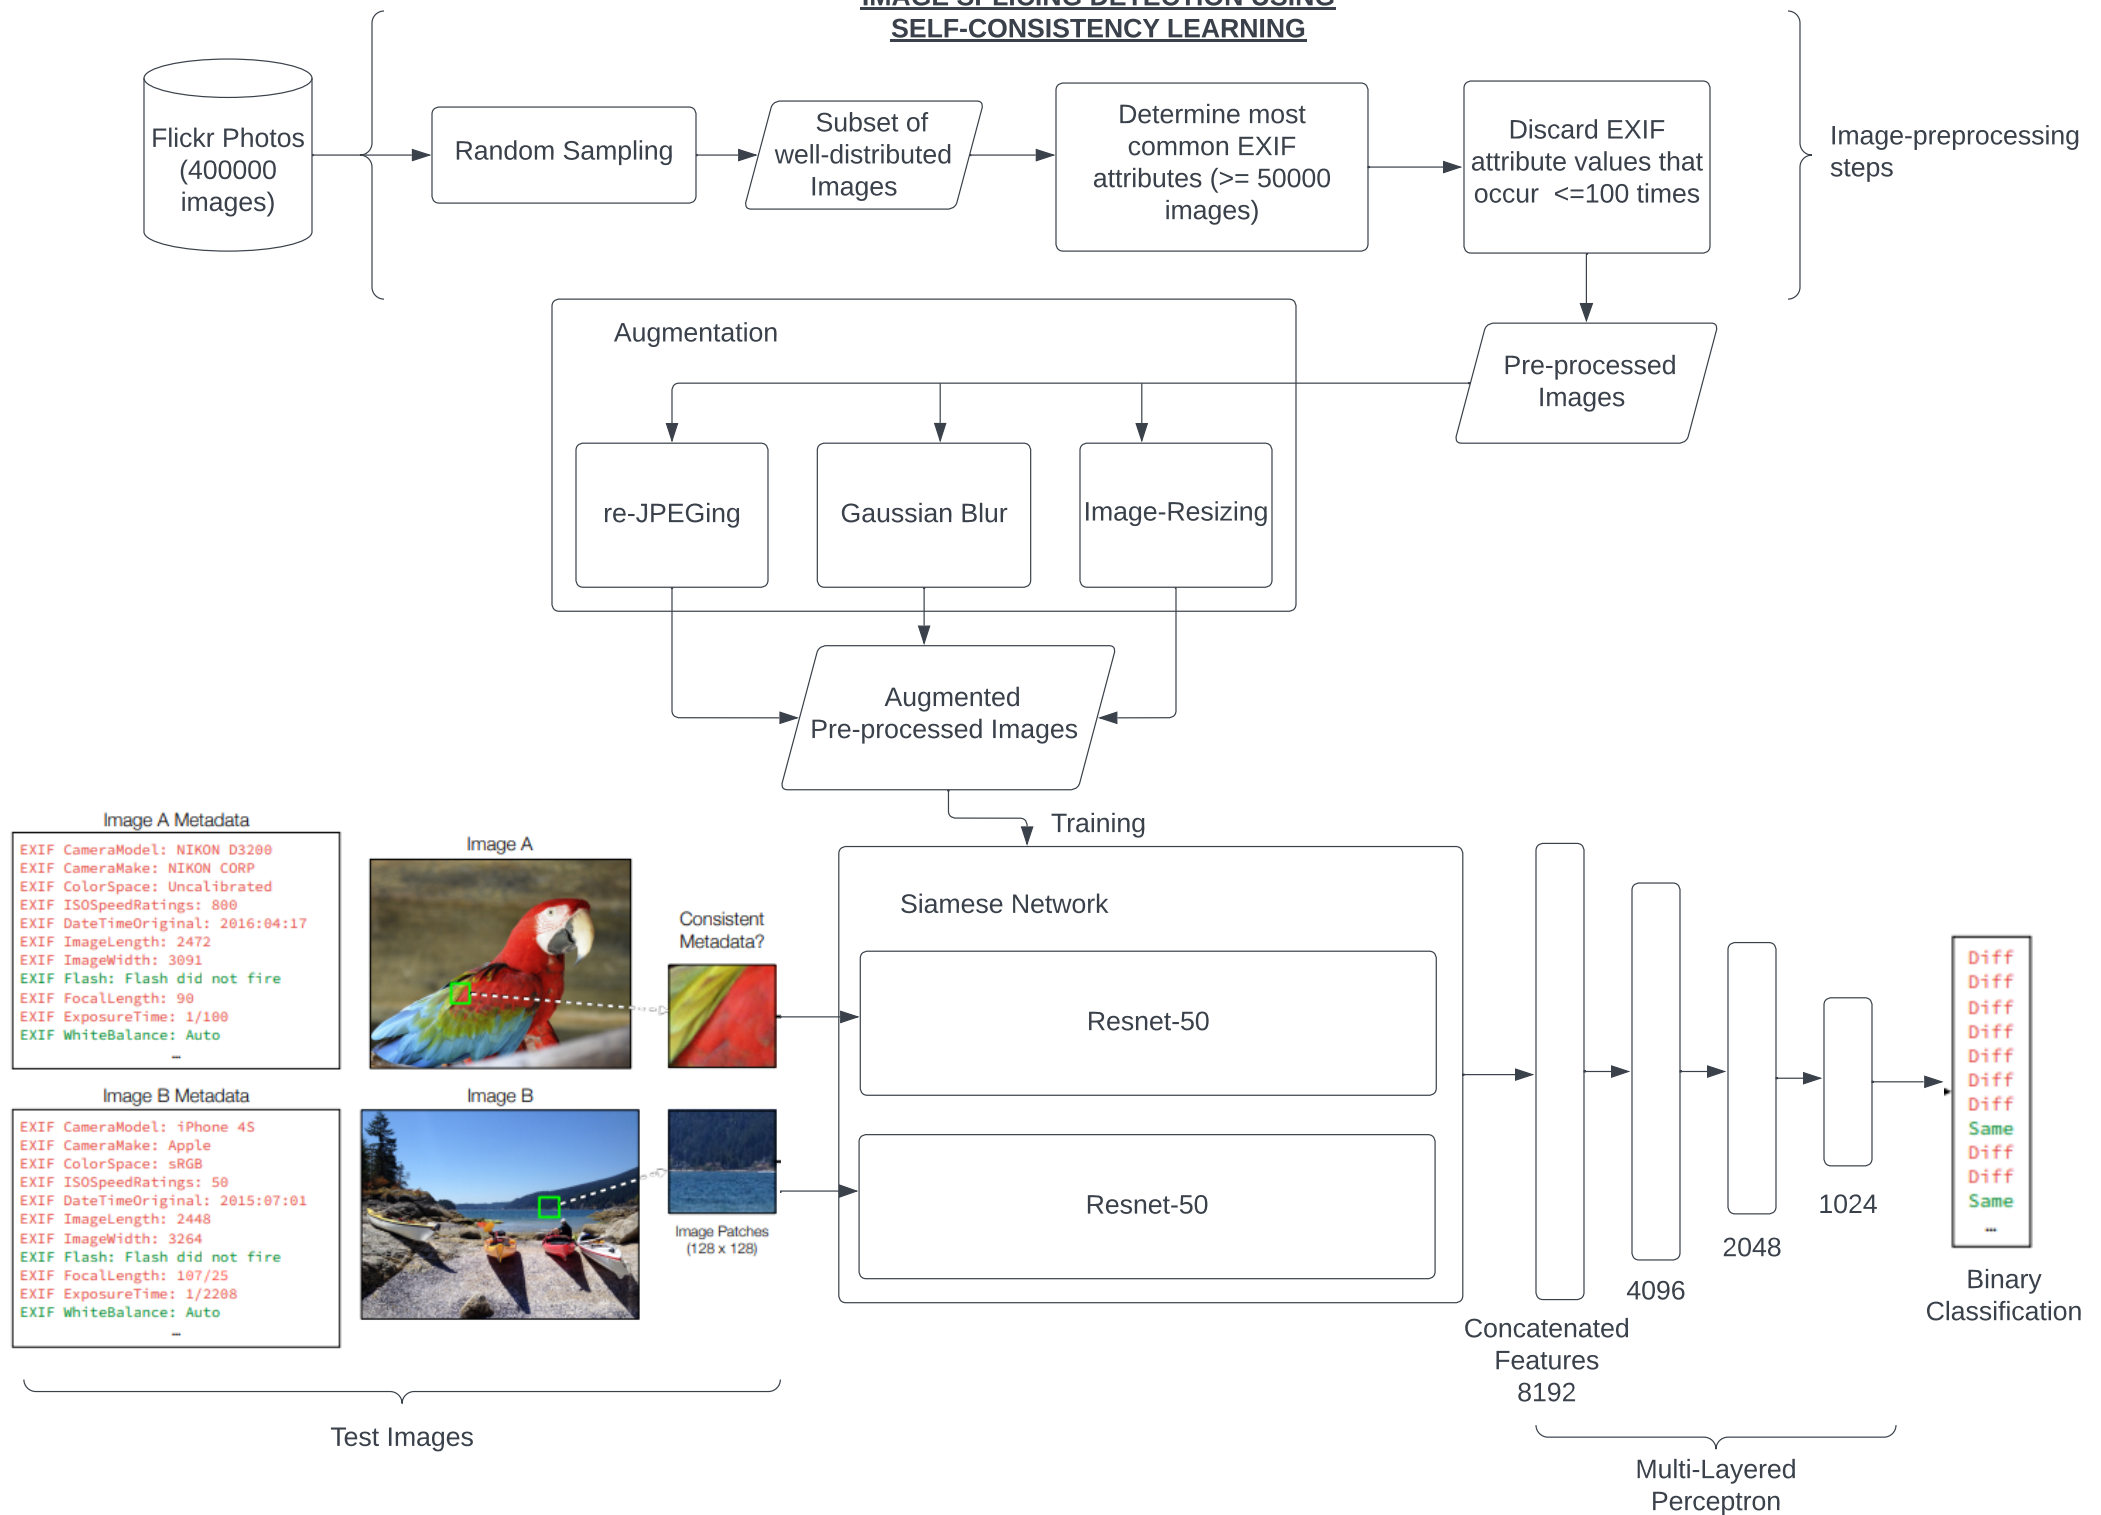 IMAGE SPLICING DETECTION USING
SELF-CONSISTENCY LEARNING
Flickr Photos
(400000
images)
Random Sampling
Subset of
well-distributed
Images
Determine most
common EXIF
attributes (>= 50000
images)
Discard EXIF
attribute values that
occur  <=100 times
Image-preprocessing
steps
Augmentation
Pre-processed
Images
re-JPEGing
Gaussian Blur
Image-Resizing
Augmented
Pre-processed Images
Training
Image A Metadata
EXIF CameraModel: NIKON D3200
EXIF CameraMake: NIKON CORP
EXIF ColorSpace: Uncalibrated
EXIF ISOSpeedRatings: 800
EXIF DateTimeOriginal: 2016:04:17
EXIF ImageLength: 2472
EXIF ImageWidth: 3091
EXIF Flash: Flash did not fire
EXIF FocalLength: 90
EXIF ExposureTime: 1/100
EXIF WhiteBalance: Auto
…
Image A
Consistent
Metadata?
Image B Metadata
EXIF CameraModel: iPhone 4S
EXIF CameraMake: Apple
EXIF ColorSpace: sRGB
EXIF ISOSpeedRatings: 50
EXIF DateTimeOriginal: 2015:07:01
EXIF ImageLength: 2448
EXIF ImageWidth: 3264
EXIF Flash: Flash did not fire
EXIF FocalLength: 107/25
EXIF ExposureTime: 1/2208
EXIF WhiteBalance: Auto
…
Image B
Image Patches
(128 x 128)
Test Images
Siamese Network
Resnet-50
Resnet-50
Concatenated
Features
8192
4096
2048
1024
Multi-Layered
Perceptron
Diff
Diff
Diff
Diff
Diff
Diff
Diff
Same
Diff
Diff
Same
…
Binary
Classification